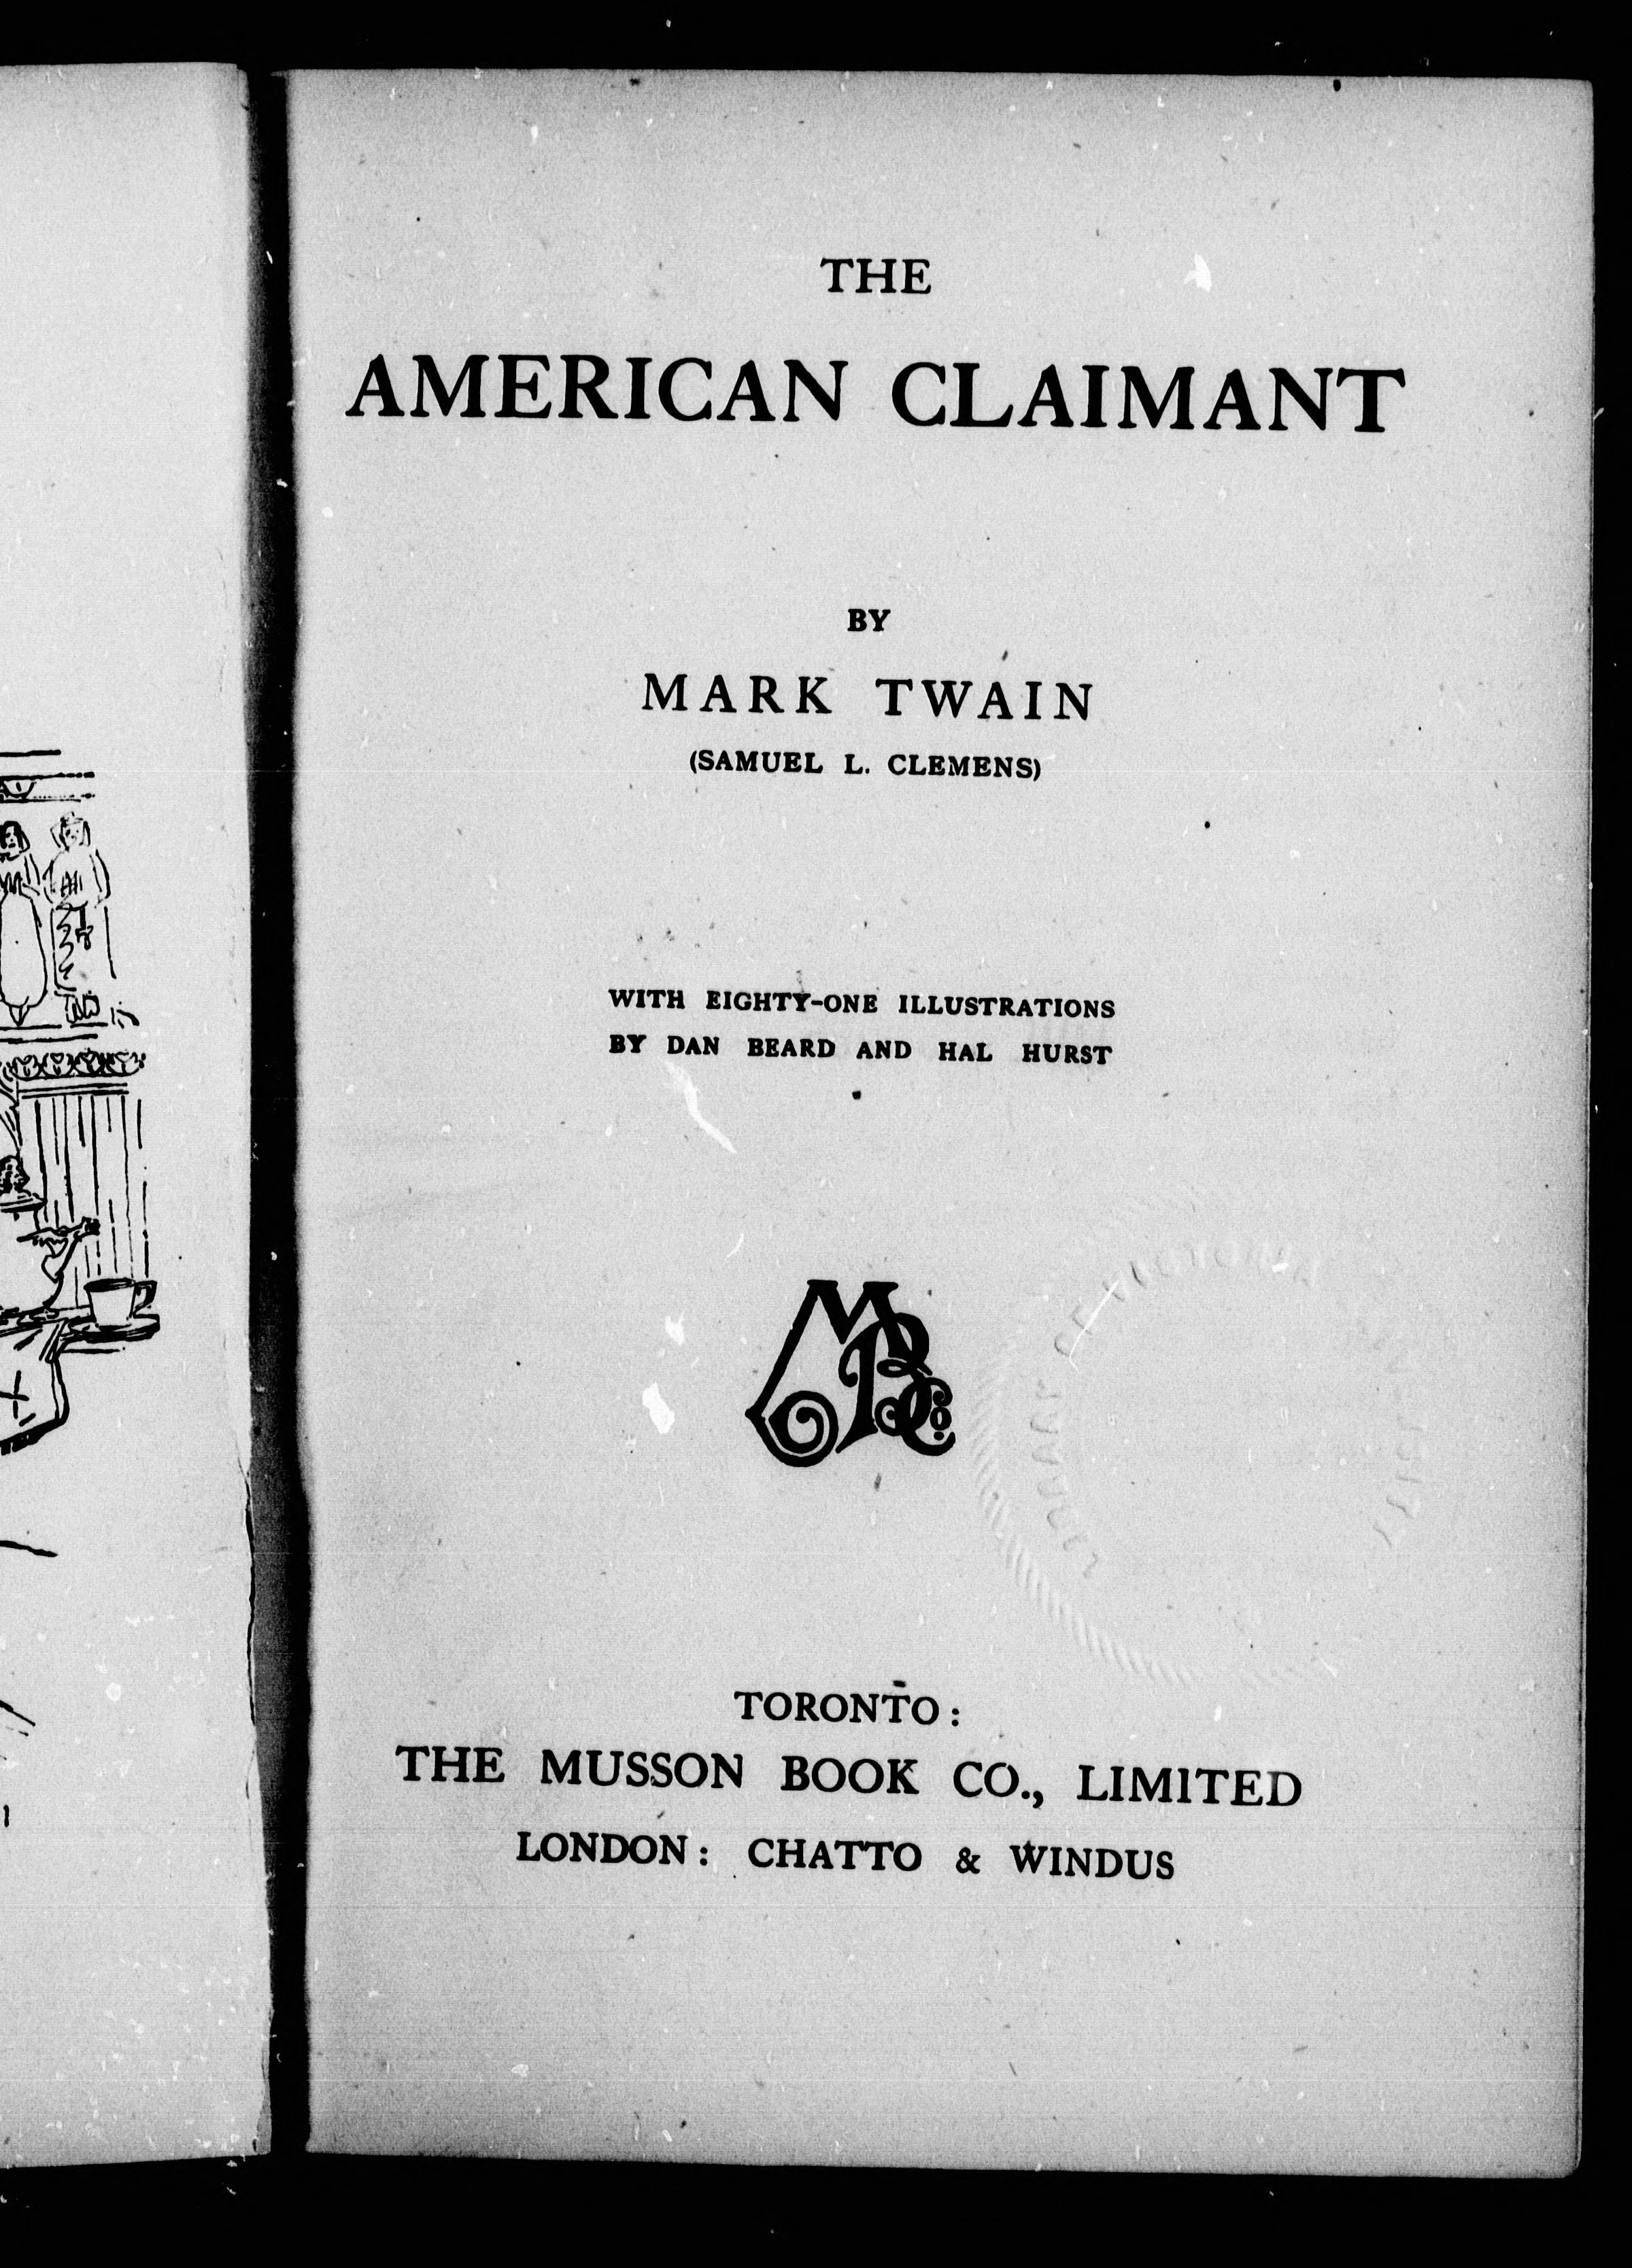 THE
AMERICAN CLAIMANT
BY
MARK TWAIN
(SAMUEL L. CLEMENS)
WITH EIGHTY-ONE ILLUSTRATIONS
BY DAN BEARD AND HAL HURST
MBCo.
TORONTO:
THE MUSSON BOOK CO., LIMITED
LONDON: CHATTO & WINDUS